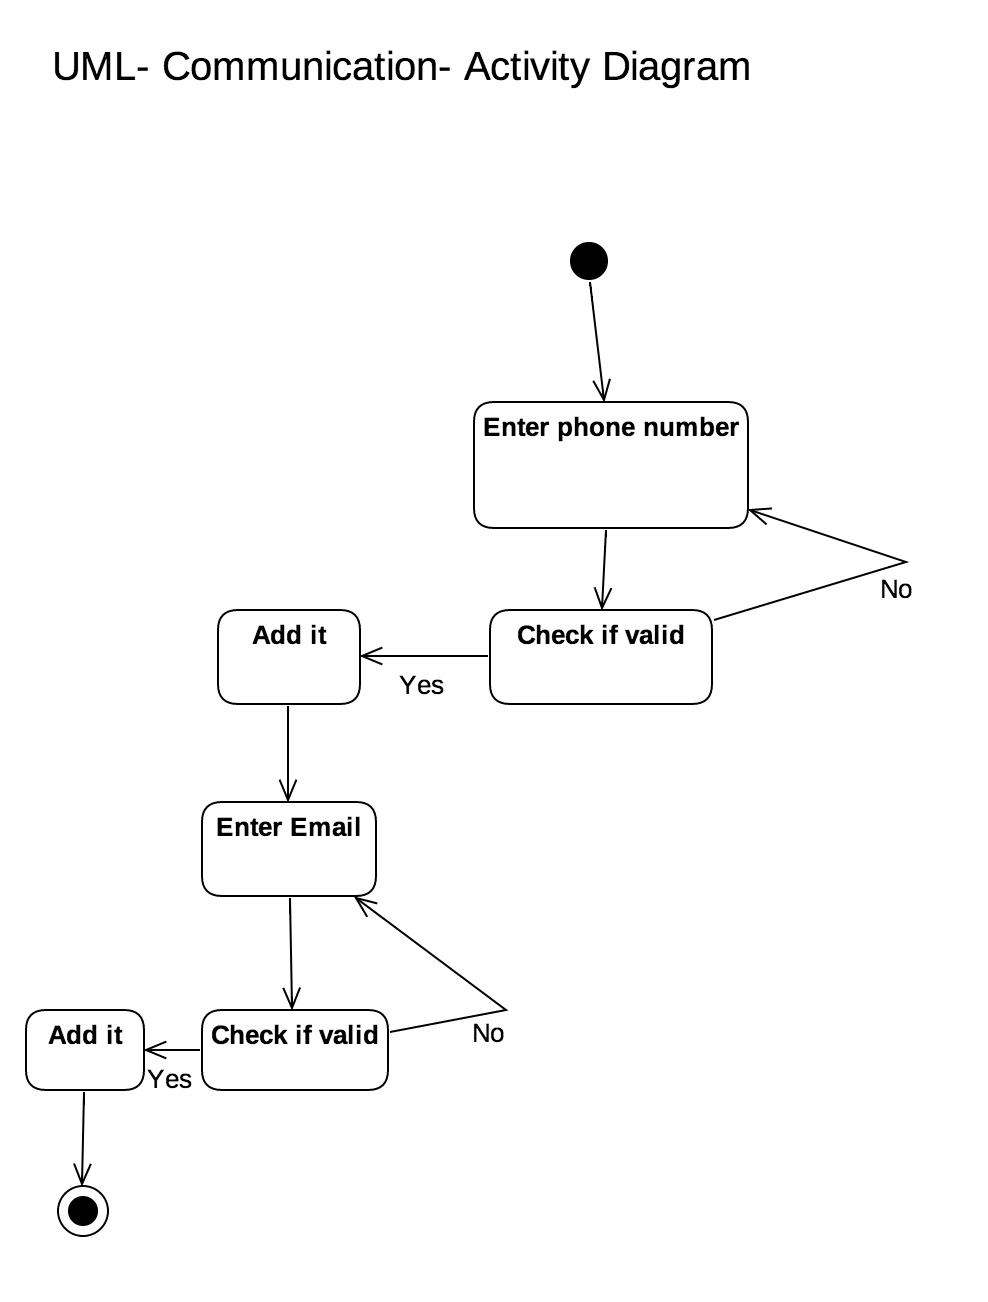 UML- Communication- Activity Diagram
Enter phone number
No
Add it
Check if valid
Yes
Enter Email
Add it
Check if valid
No
Yes